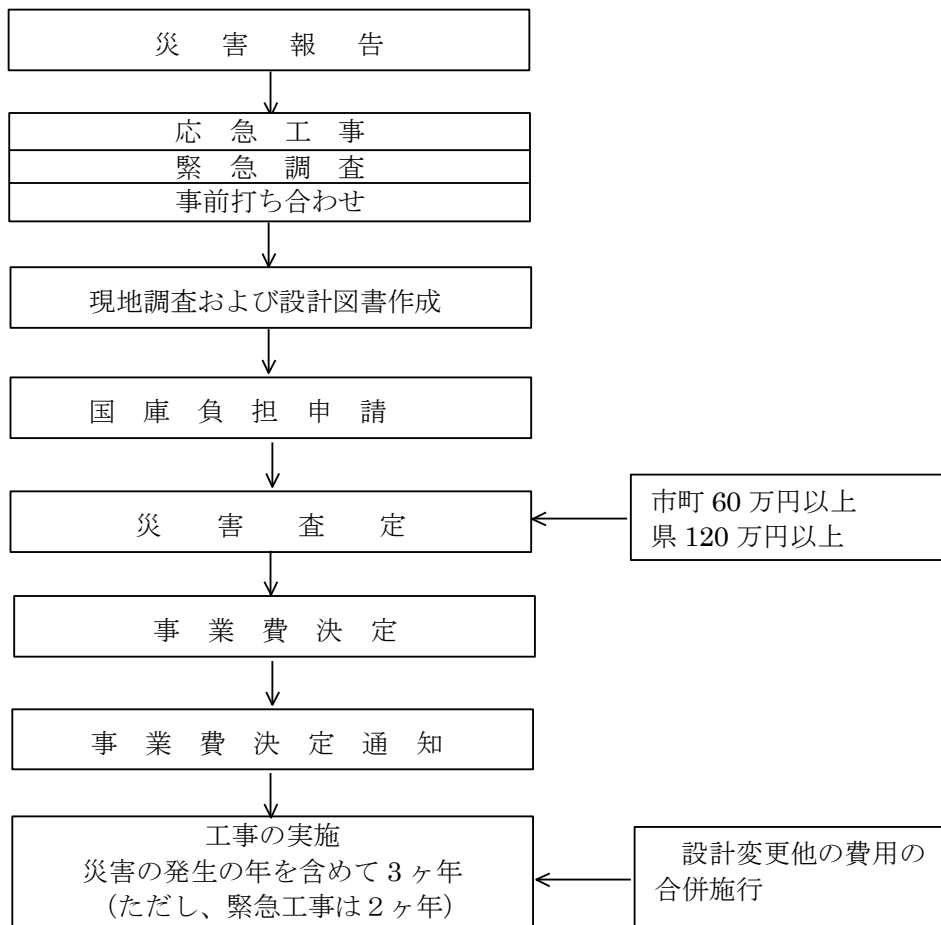 災害報告
応急工事
緊急調査
事前打ち合わせ
現地調査および設計図書作成
国庫負担申請
災害査定
市町 60 万円以上
県 120 万円以上
事業費決定
事業費決定通知
工事の実施
災害の発生の年を含めて 3 ヶ年
（ただし、緊急工事は 2 ヶ年）
設計変更他の費用の
合併施行